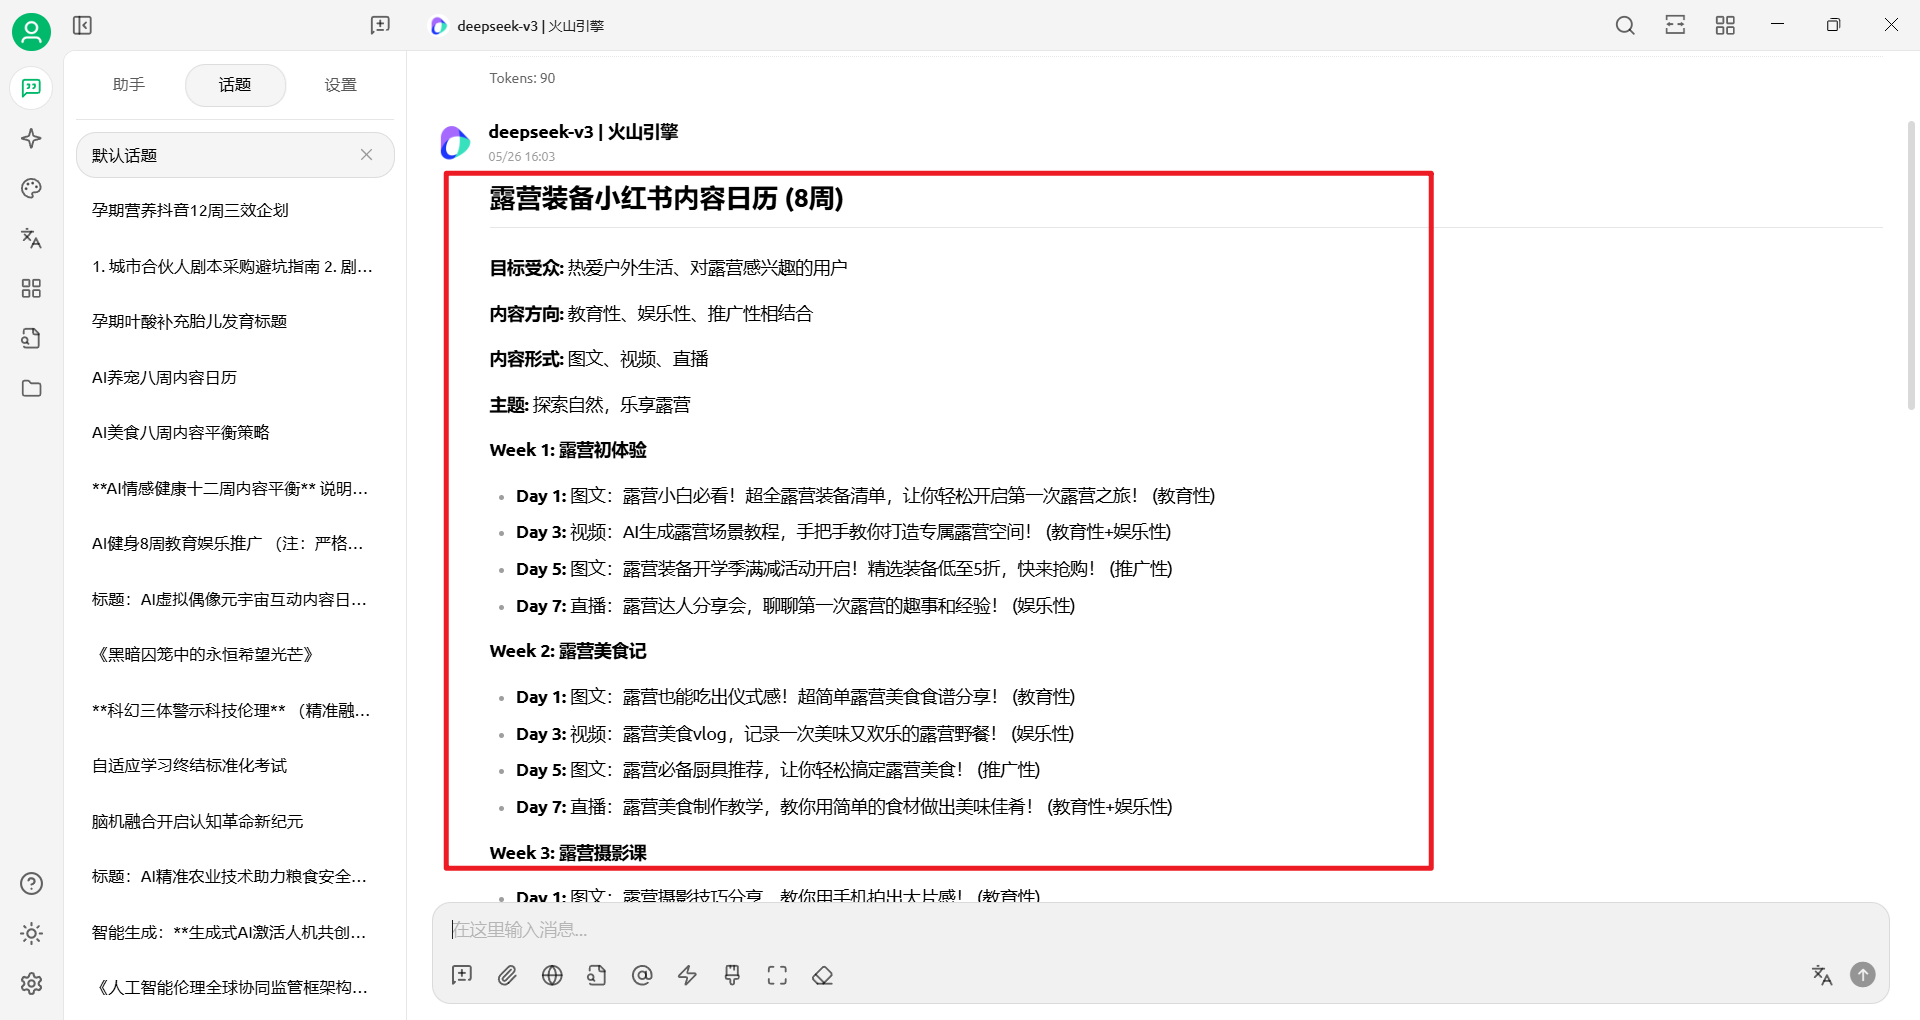 deepseek-v3 | 火山引擎
助手
话题
设置
默认话题
孕期营养抖音12周三效企划
1. 城市合伙人剧本采购避坑指南 2. 剧...
孕期叶酸补充胎儿发育标题
AI养宠八周内容日历
AI美食八周内容平衡策略
**AI情感健康十二周内容平衡** 说明...
AI健身8周教育娱乐推广 （注：严格...
标题：AI虚拟偶像元宇宙互动内容日...
《黑暗囚笼中的永恒希望光芒》
**科幻三体警示科技伦理** （精准融...
自适应学习终结标准化考试
脑机融合开启认知革命新纪元
标题：AI精准农业技术助力粮食安全...
智能生成：**生成式AI激活人机共创...
《人工智能伦理全球协同监管框架构...
Tokens: 90
deepseek-v3 | 火山引擎
05/26 16:03
露营装备小红书内容日历 (8周)
目标受众: 热爱户外生活、对露营感兴趣的用户
内容方向: 教育性、娱乐性、推广性相结合
内容形式: 图文、视频、直播
主题: 探索自然，乐享露营
Week 1: 露营初体验
Day 1: 图文：露营小白必看！超全露营装备清单，让你轻松开启第一次露营之旅！ (教育性)
Day 3: 视频：AI生成露营场景教程，手把手教你打造专属露营空间！ (教育性+娱乐性)
Day 5: 图文：露营装备开学季满减活动开启！精选装备低至5折，快来抢购！ (推广性)
Day 7: 直播：露营达人分享会，聊聊第一次露营的趣事和经验！ (娱乐性)
Week 2: 露营美食记
Day 1: 图文：露营也能吃出仪式感！超简单露营美食食谱分享！ (教育性)
Day 3: 视频：露营美食vlog，记录一次美味又欢乐的露营野餐！ (娱乐性)
Day 5: 图文：露营必备厨具推荐，让你轻松搞定露营美食！ (推广性)
Day 7: 直播：露营美食制作教学，教你用简单的食材做出美味佳肴！ (教育性+娱乐性)
Week 3: 露营摄影课
Day 1: 图文：露营摄影技巧分享，教你用手机拍出大片感！ (教育性)
在这里输入消息...